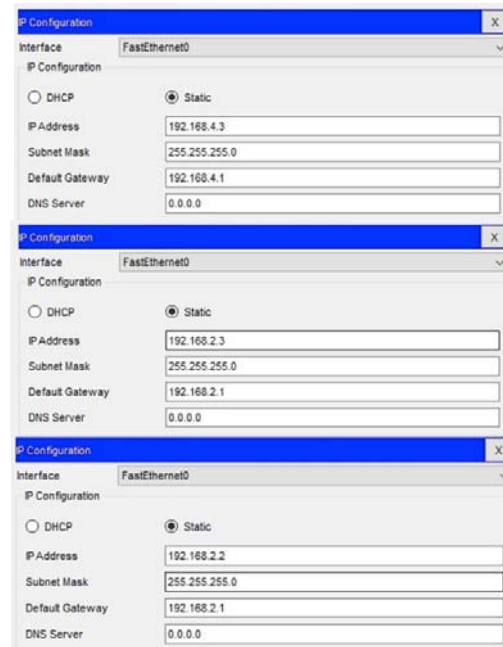 IP Configuration X
Interface FastEthernet0
IP Configuration
DHCP Static
IP Address 192.168.4.3
Subnet Mask 255.255.255.0
Default Gateway 192.168.4.1
DNS Server 0.0.0.0
IP Configuration X
Interface FastEthernet0
IP Configuration
DHCP Static
IP Address 192.168.2.3
Subnet Mask 255.255.255.0
Default Gateway 192.168.2.1
DNS Server 0.0.0.0
IP Configuration X
Interface FastEthernet0
IP Configuration
DHCP Static
IP Address 192.168.2.2
Subnet Mask 255.255.255.0
Default Gateway 192.168.2.1
DNS Server 0.0.0.0